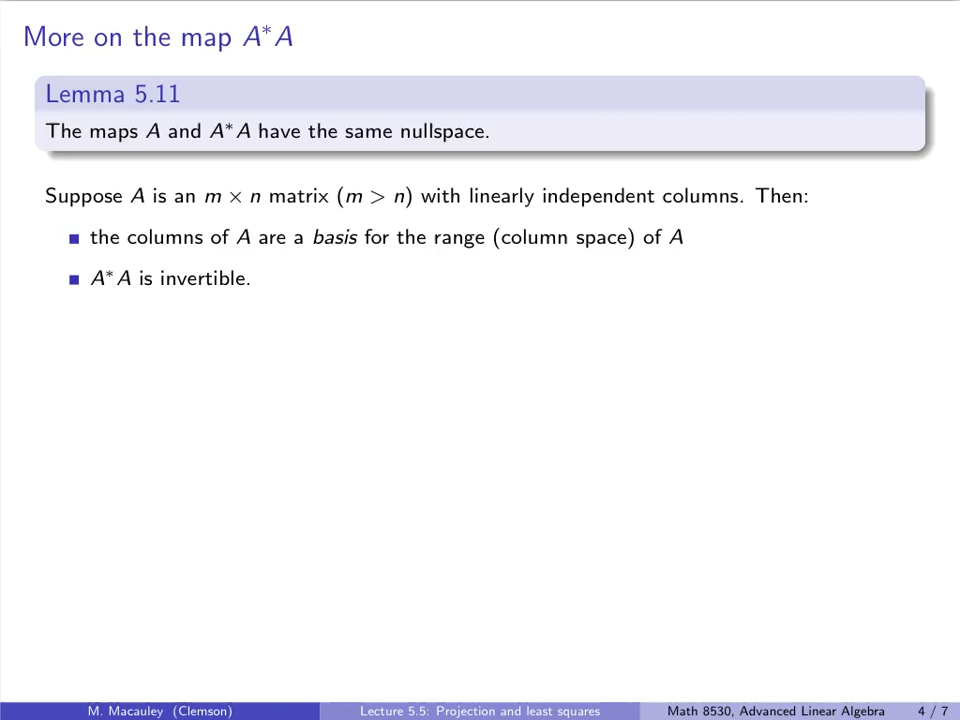 More on the map A*A
Lemma 5.11
The maps A and A*A have the same nullspace.
Suppose A is an m × n matrix (m > n) with linearly independent columns. Then:
the columns of A are a basis for the range (column space) of A
A*A is invertible.
M. Macauley (Clemson) Lecture 5.5: Projection and least squares Math 8530, Advanced Linear Algebra 4 / 7